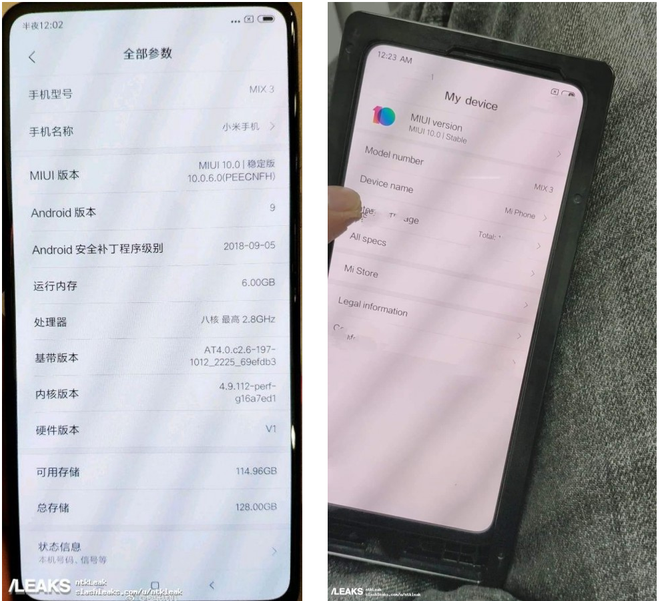 半夜12:02
全部参数
手机型号 MIX 3
手机名称 小米手机
MIUI 版本 MIUI 10.0 | 稳定版
10.0.6.0(PEECNFH)
Android 版本 9
Android 安全补丁程序级别 2018-09-05
运行内存 6.00GB
处理器 八核 最高 2.8GHz
基带版本 AT4.0.c2.6-197-
1012_2225_69efdb3
内核版本 4.9.112-perf-
g16a7ed1
硬件版本 V1
可用存储 114.96GB
总存储 128.00GB
状态信息
本机号码、信号等
/LEAKS ntkLeak
slashleaks.com/u/ntkleak
12:23 AM
My device
MIUI version
MIUI 10.0 | Stable
Model number MIX 3
Device name Mi Phone
Total:
All specs
Mi Store
Legal information
/LEAKS ntkLeak
slashleaks.com/u/ntkleak